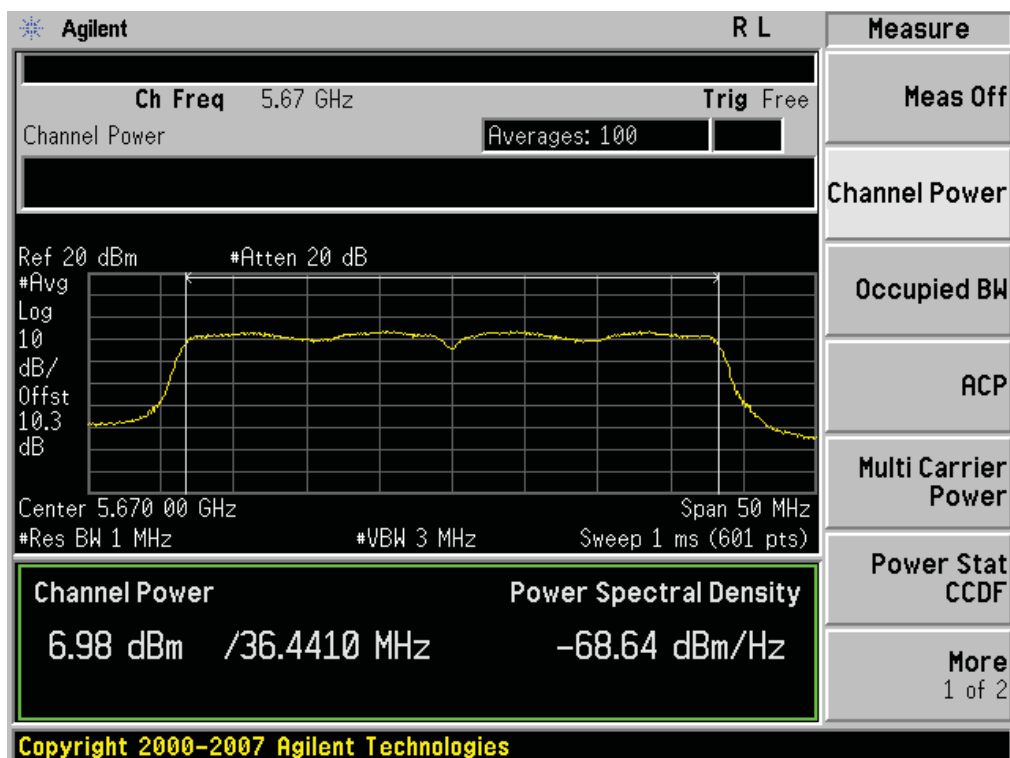 Agilent R L Measure
Ch Freq 5.67 GHz Trig Free
Channel Power Averages: 100
Meas Off
Channel Power
Ref 20 dBm #Atten 20 dB
#Avg
Log
10
dB/
Offst
10.3
dB
Center 5.670 00 GHz Span 50 MHz
#Res BW 1 MHz #VBW 3 MHz Sweep 1 ms (601 pts)
Occupied BW
ACP
Multi Carrier
Power
Power Stat
CCDF
More
1 of 2
Channel Power Power Spectral Density
6.98 dBm /36.4410 MHz -68.64 dBm/Hz
Copyright 2000-2007 Agilent Technologies